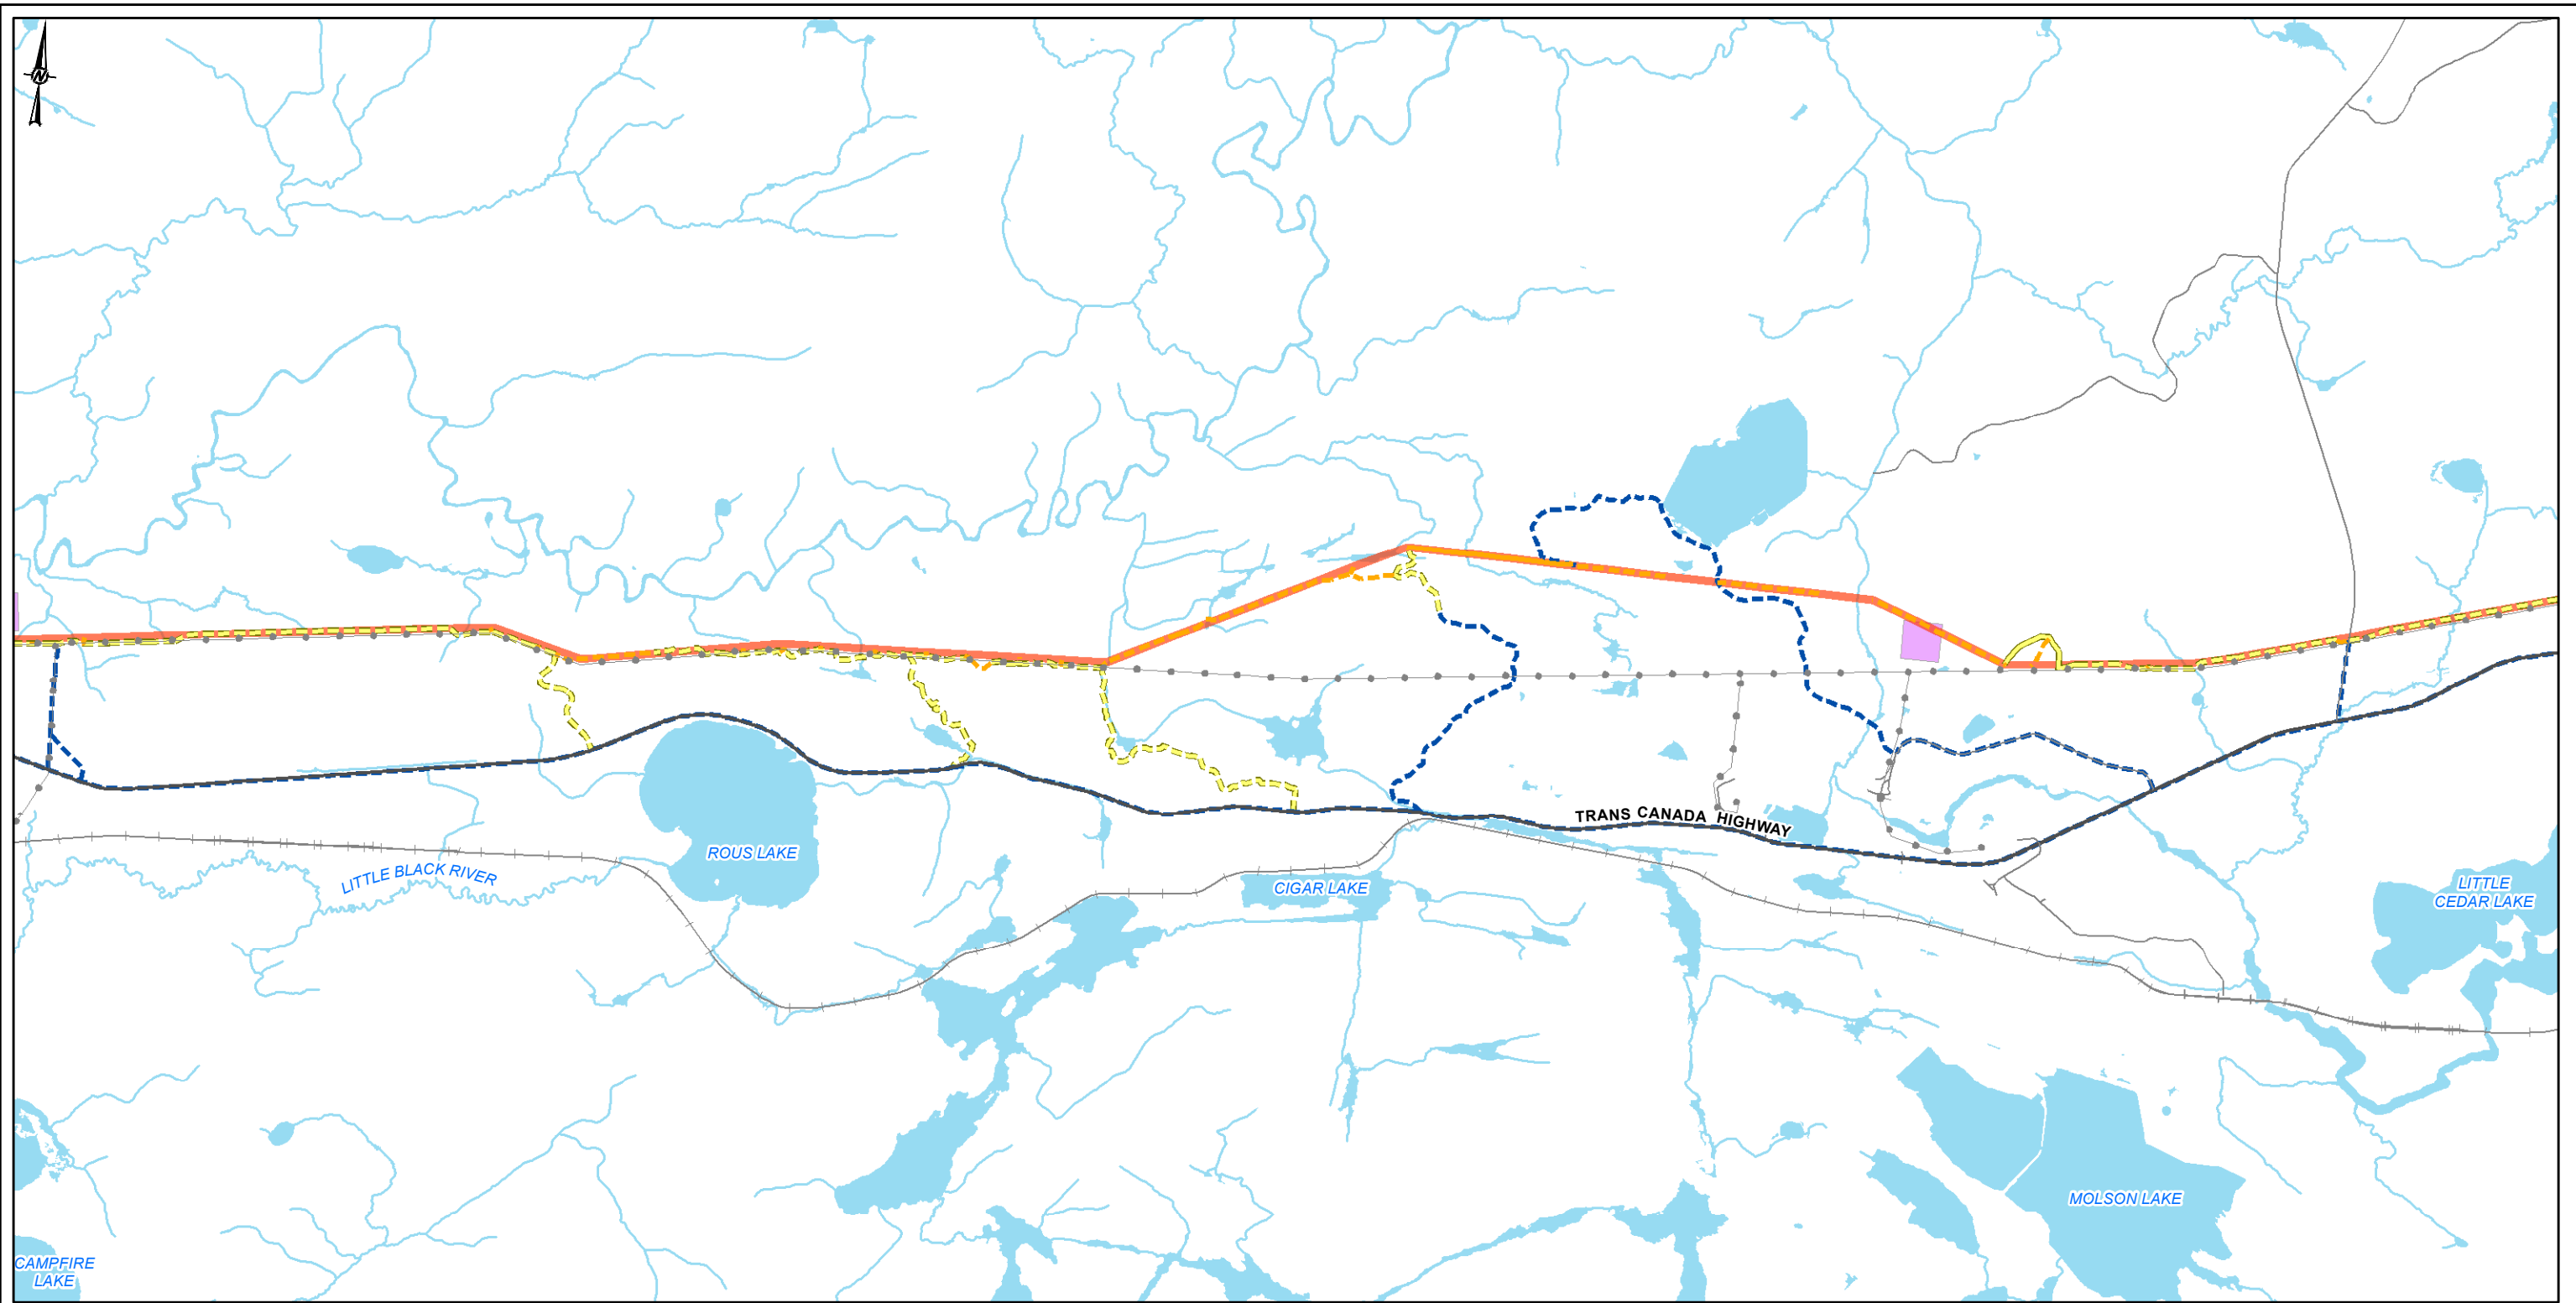 N
TRANS CANADA HIGHWAY
ROUS LAKE
LITTLE BLACK RIVER
CIGAR LAKE
LITTLE
CEDAR LAKE
MOLSON LAKE
CAMPFIRE
LAKE